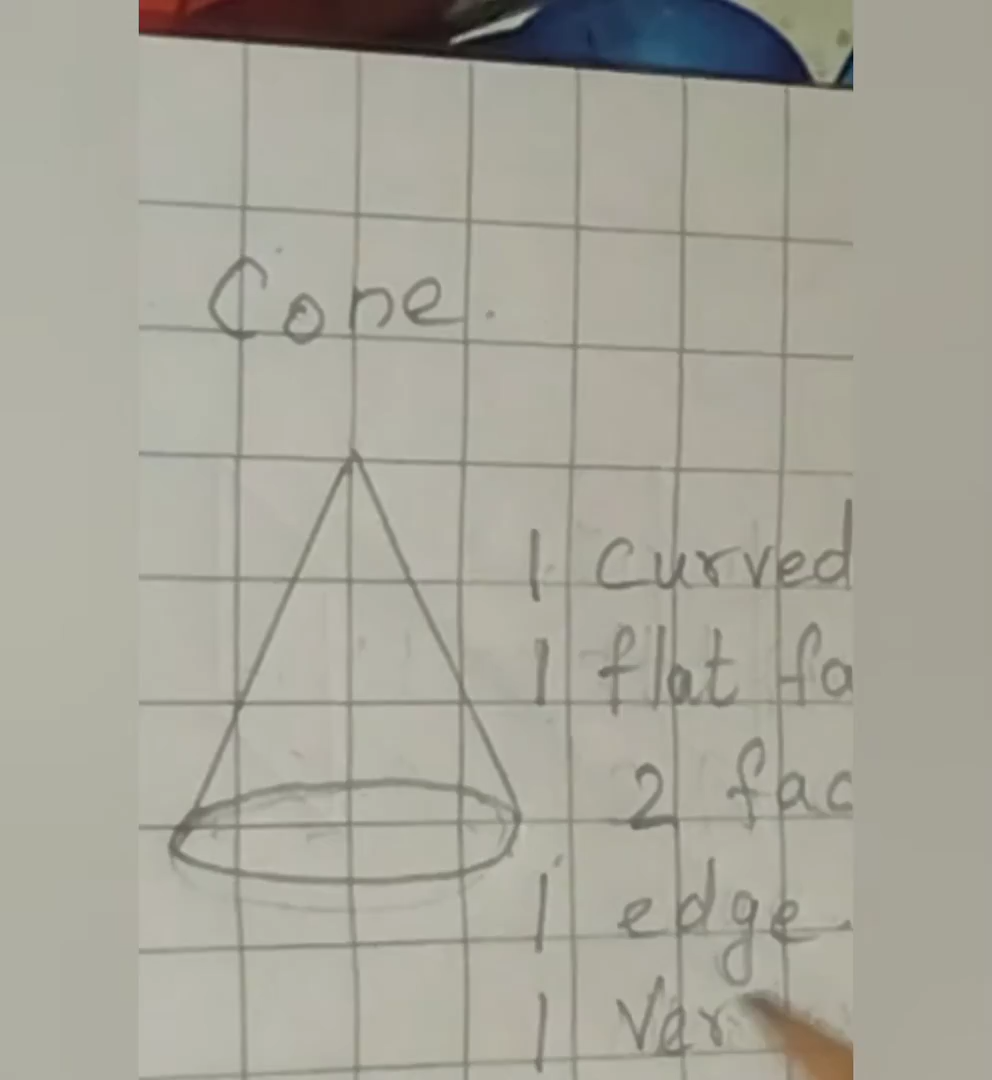 Cone.
1 curved
1 flat fa
2 fac
1 edge.
1 Ver